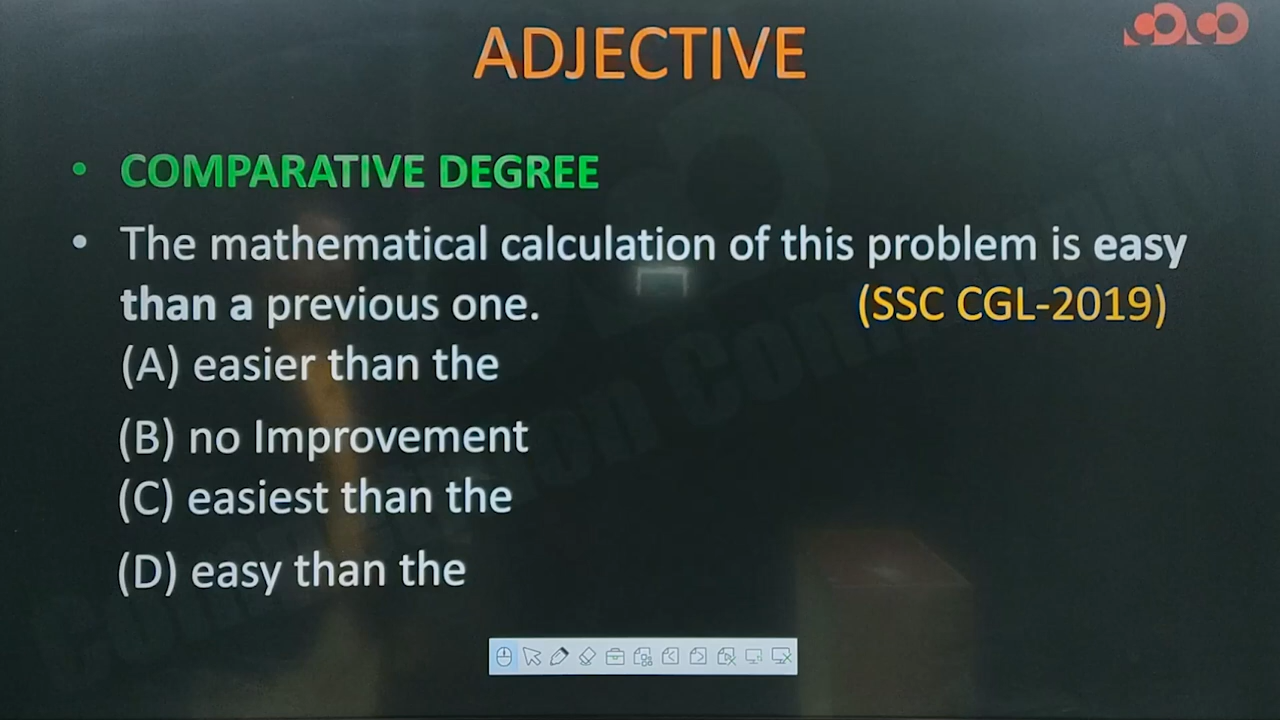 ADJECTIVE
• COMPARATIVE DEGREE
• The mathematical calculation of this problem is easy
than a previous one. (SSC CGL-2019)
(A) easier than the
(B) no Improvement
(C) easiest than the
(D) easy than the